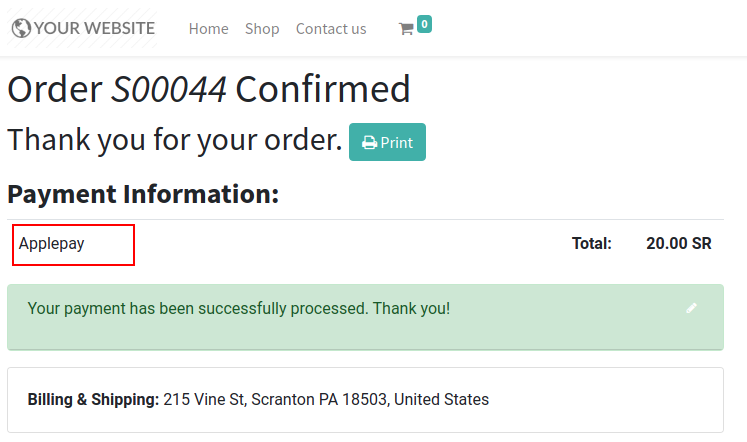 YOUR WEBSITE Home Shop Contact us 0
Order S00044 Confirmed
Thank you for your order. Print
Payment Information:
Applepay Total: 20.00 SR
Your payment has been successfully processed. Thank you!
Billing & Shipping: 215 Vine St, Scranton PA 18503, United States